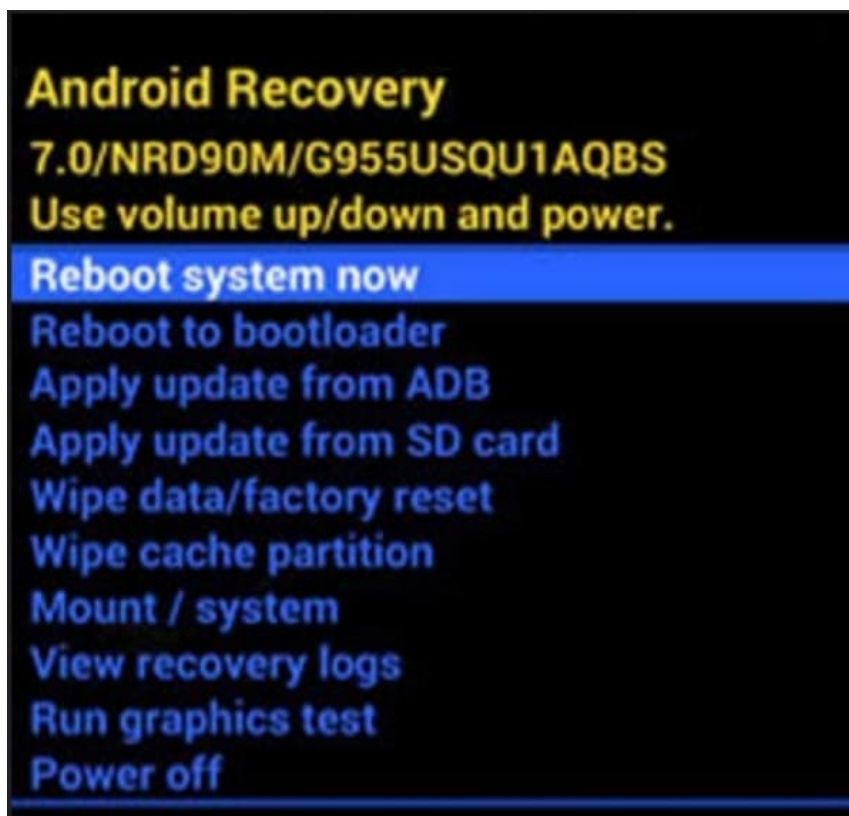 Android Recovery
7.0/NRD90M/G955USQU1AQBS
Use volume up/down and power.
Reboot system now
Reboot to bootloader
Apply update from ADB
Apply update from SD card
Wipe data/factory reset
Wipe cache partition
Mount / system
View recovery logs
Run graphics test
Power off